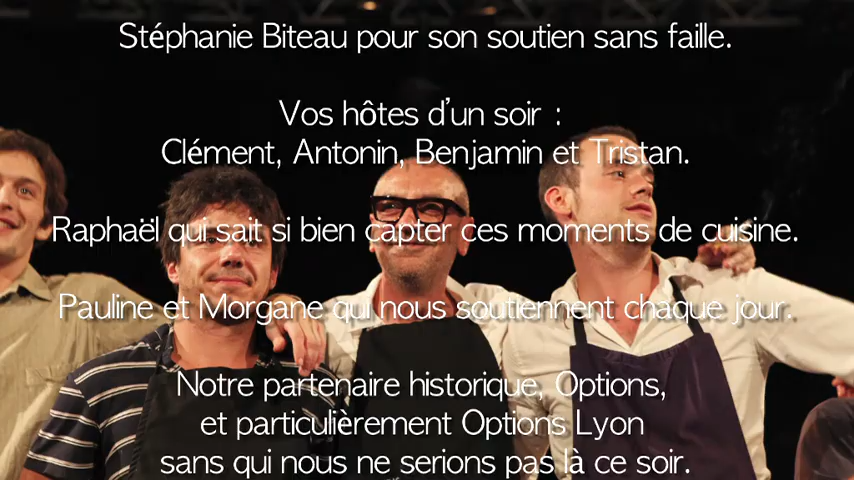 Stéphanie Biteau pour son soutien sans faille.
Vos hôtes d'un soir :
Clément, Antonin, Benjamin et Tristan.
Raphaël qui sait si bien capter ces moments de cuisine.
Pauline et Morgane qui nous soutiennent chaque jour.
Notre partenaire historique, Options,
et particulièrement Options Lyon
sans qui nous ne serions pas là ce soir.